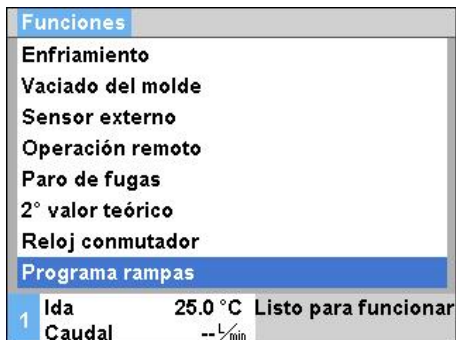 Funciones
Enfriamiento
Vaciado del molde
Sensor externo
Operación remoto
Paro de fugas
2° valor teórico
Reloj conmutador
Programa rampas
1 Ida 25.0 °C Listo para funcionar
Caudal -- L/min